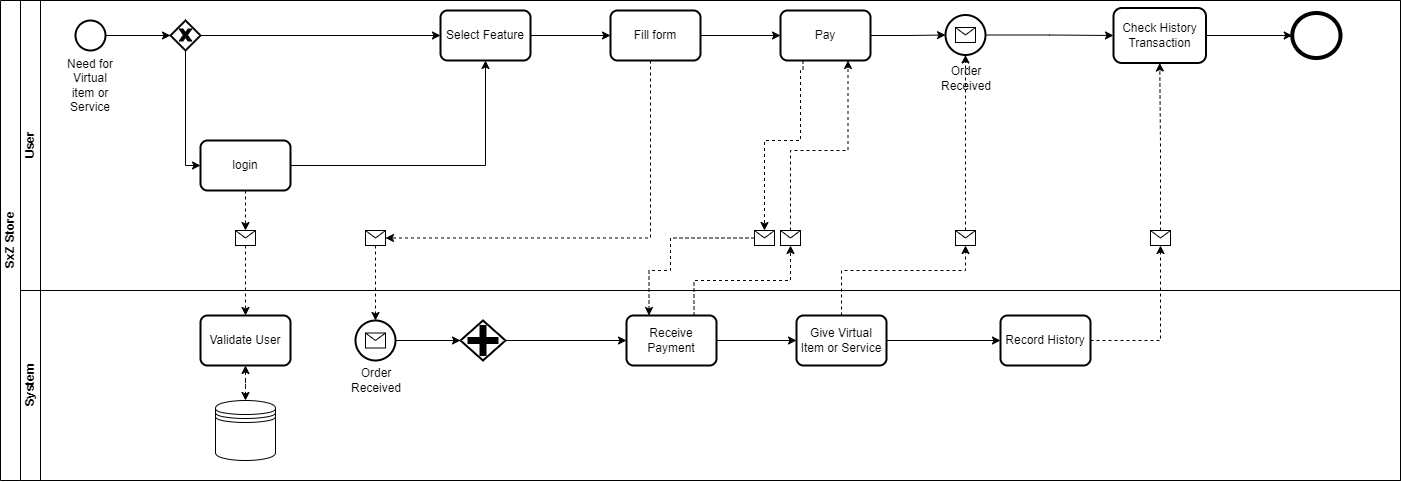 SxZ Store
User
Need for
Virtual
item or
Service
login
Select Feature
Fill form
Pay
Order
Received
Check History
Transaction
System
Validate User
Order
Received
Receive
Payment
Give Virtual
Item or Service
Record History